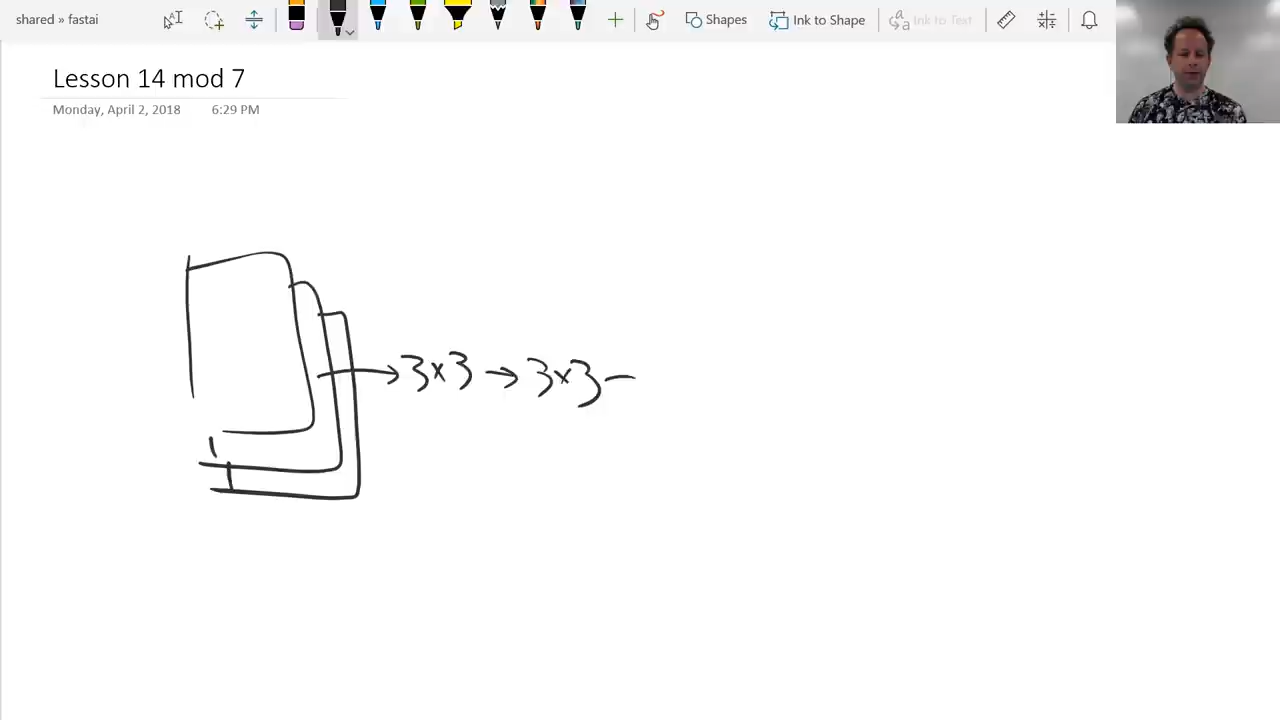 shared » fastai
Shapes
Ink to Shape
Ink to Text
Lesson 14 mod 7
Monday, April 2, 2018 6:29 PM
→ 3×3 → 3×3 –